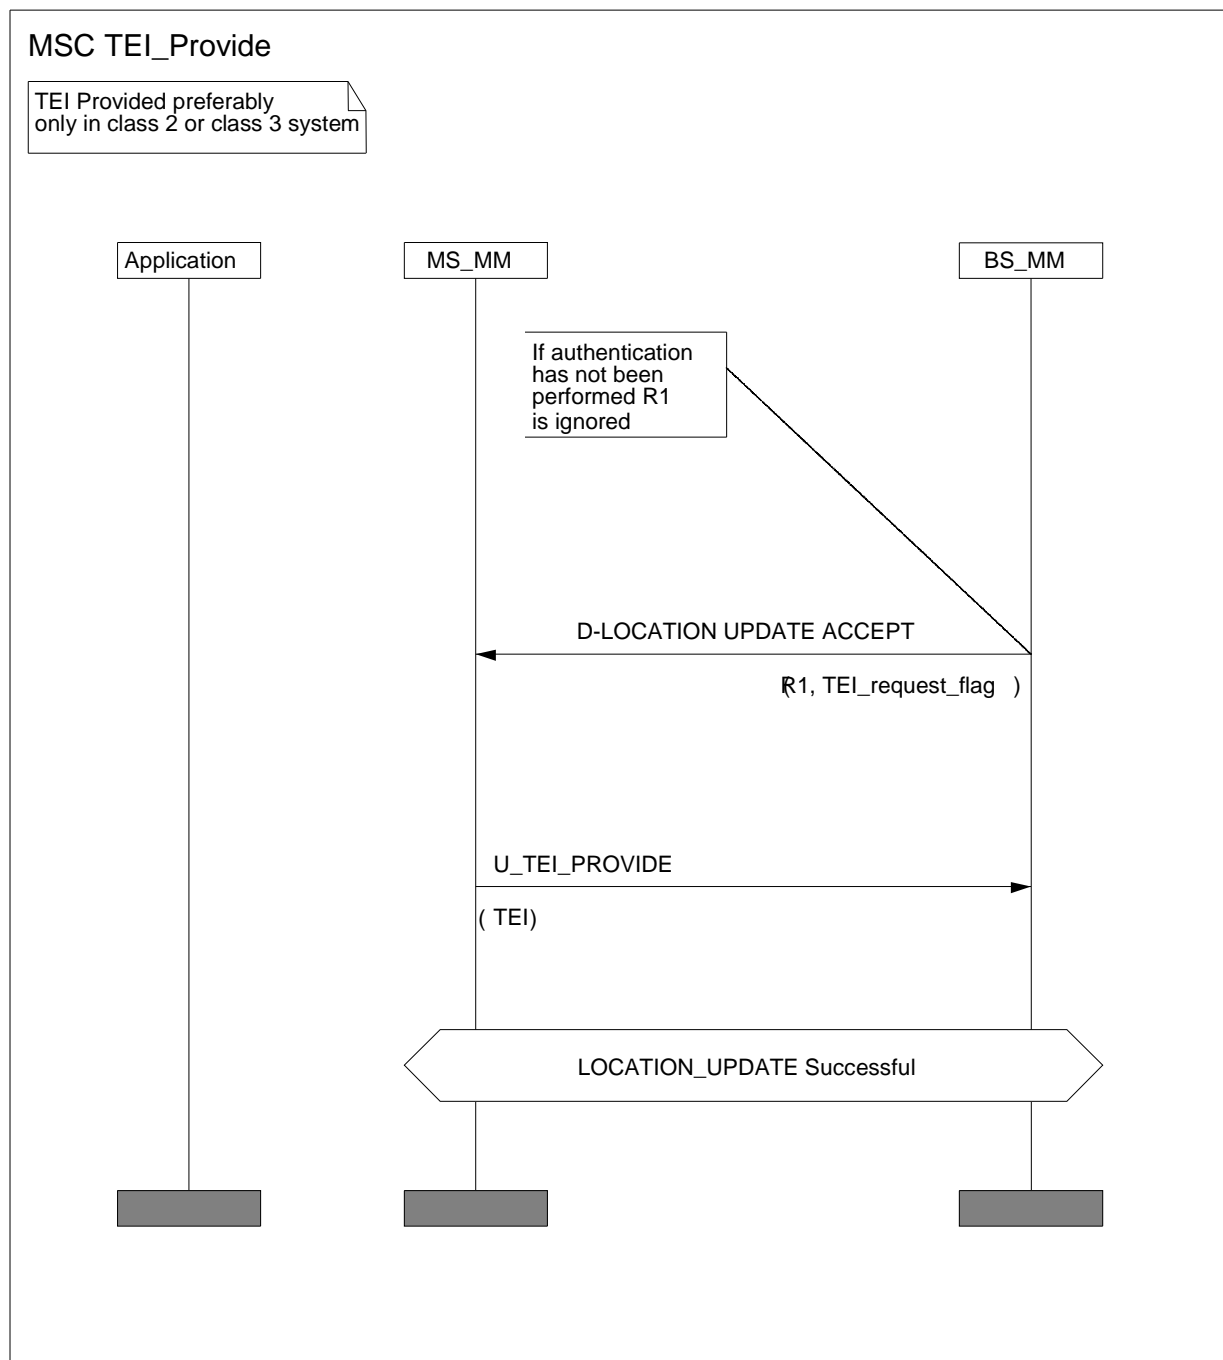 MSC TEI_Provide
TEI Provided preferably
only in class 2 or class 3 system
Application
MS_MM
BS_MM
If authentication
has not been
performed R1
is ignored
D-LOCATION UPDATE ACCEPT
(R1, TEI_request_flag )
U_TEI_PROVIDE
( TEI)
LOCATION_UPDATE Successful